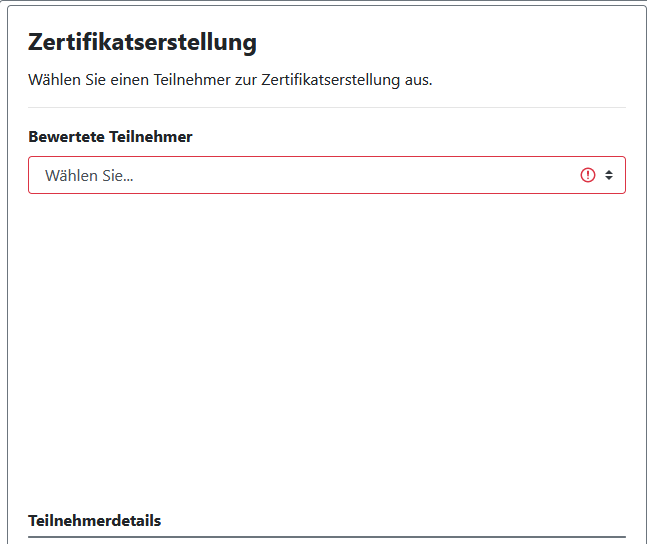 Zertifikatserstellung
Wählen Sie einen Teilnehmer zur Zertifikatserstellung aus.
Bewertete Teilnehmer
Wählen Sie...
Teilnehmerdetails